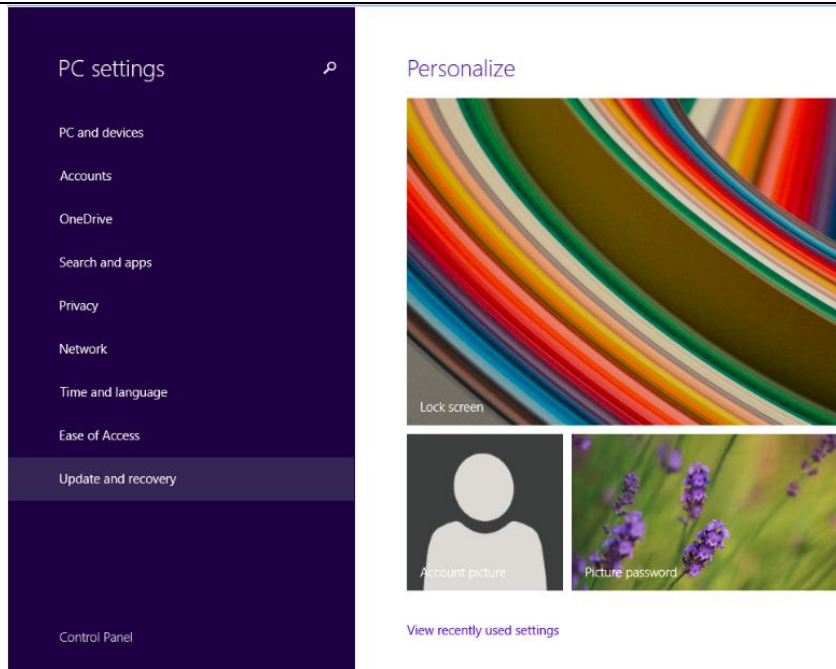 PC settings
PC and devices
Accounts
OneDrive
Search and apps
Privacy
Network
Time and language
Ease of Access
Update and recovery
Control Panel
Personalize
Lock screen
Account picture
Picture password
View recently used settings